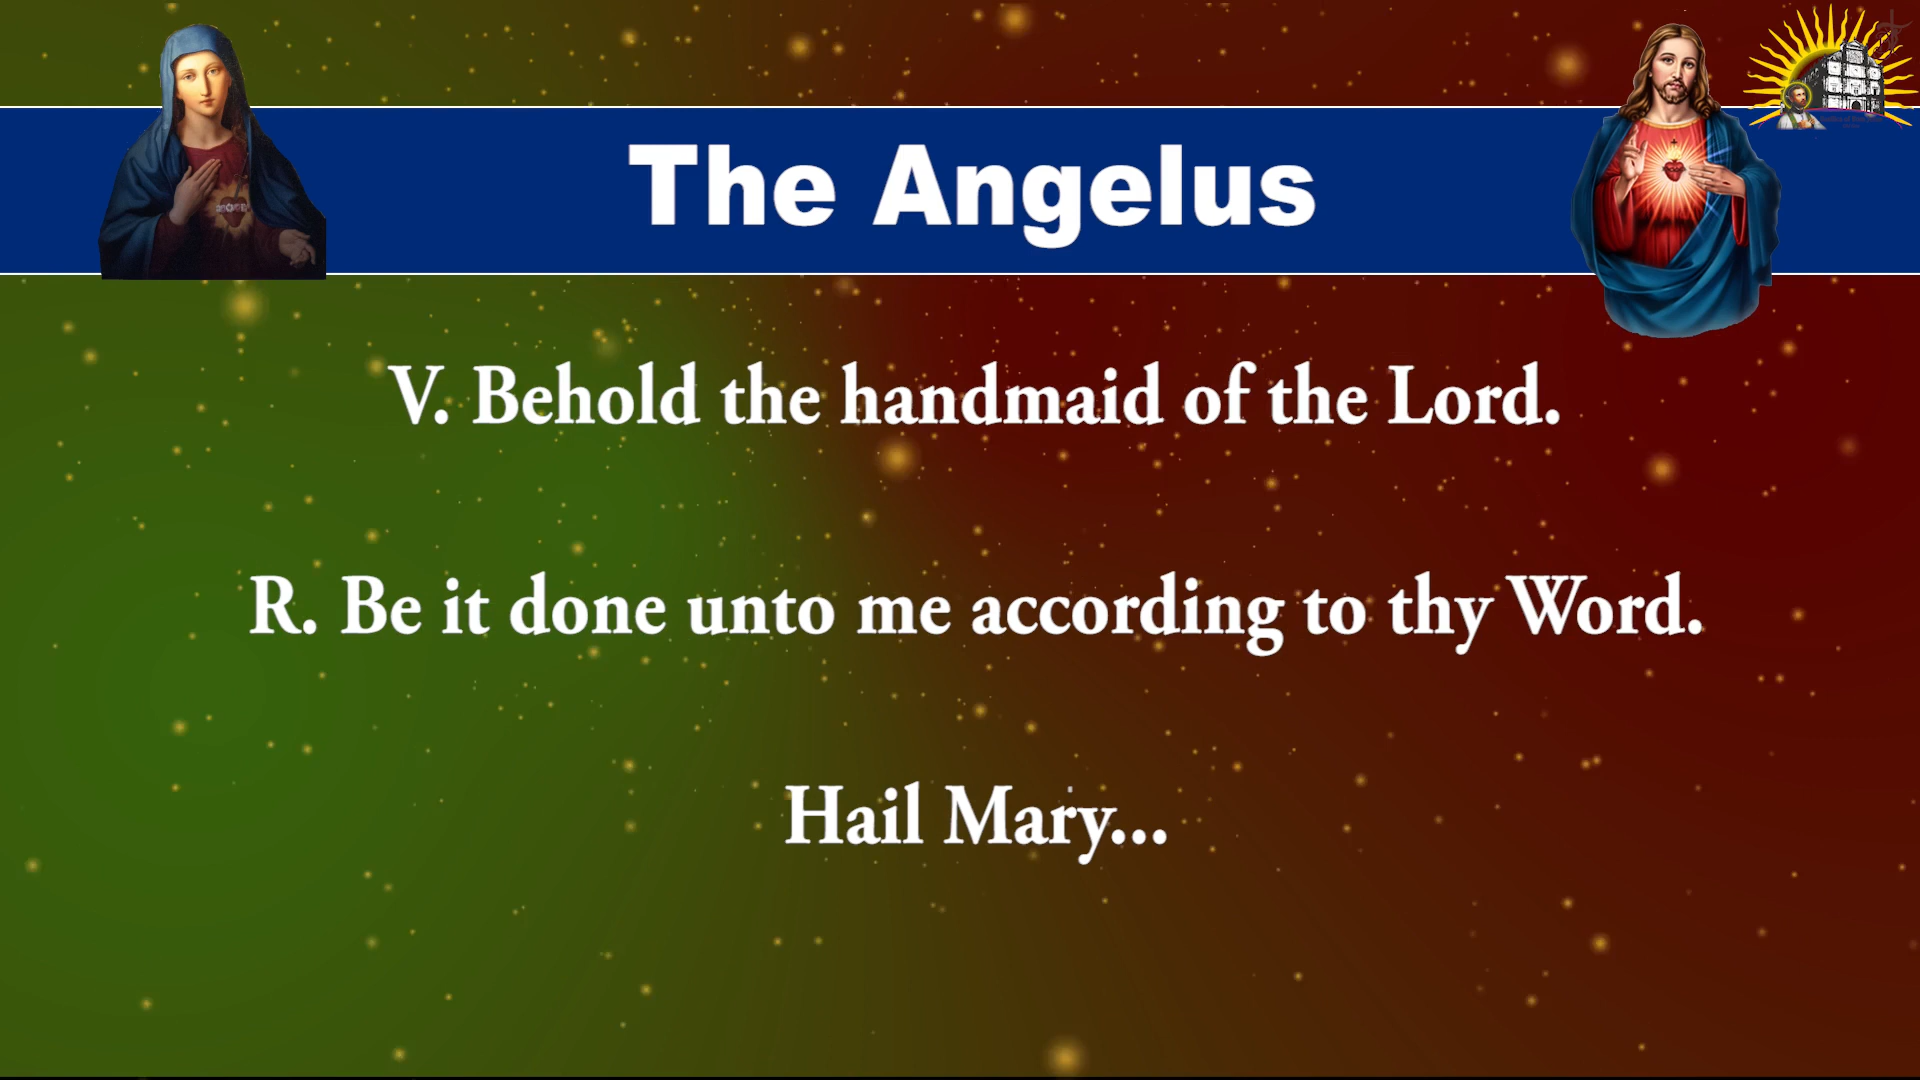 The Angelus
V. Behold the handmaid of the Lord.
R. Be it done unto me according to thy Word.
Hail Mary...